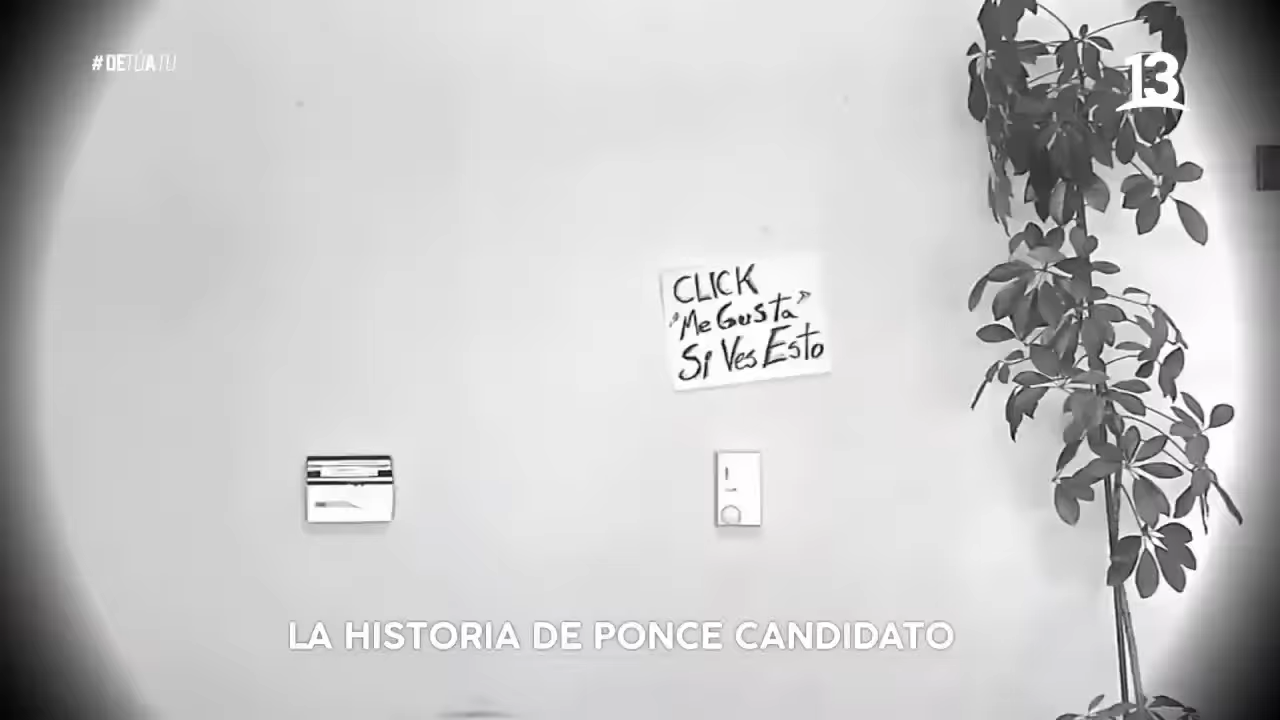 #DETÚATÚ
13
CLICK
"Me Gusta"
Si Ves Esto
LA HISTORIA DE PONCE CANDIDATO